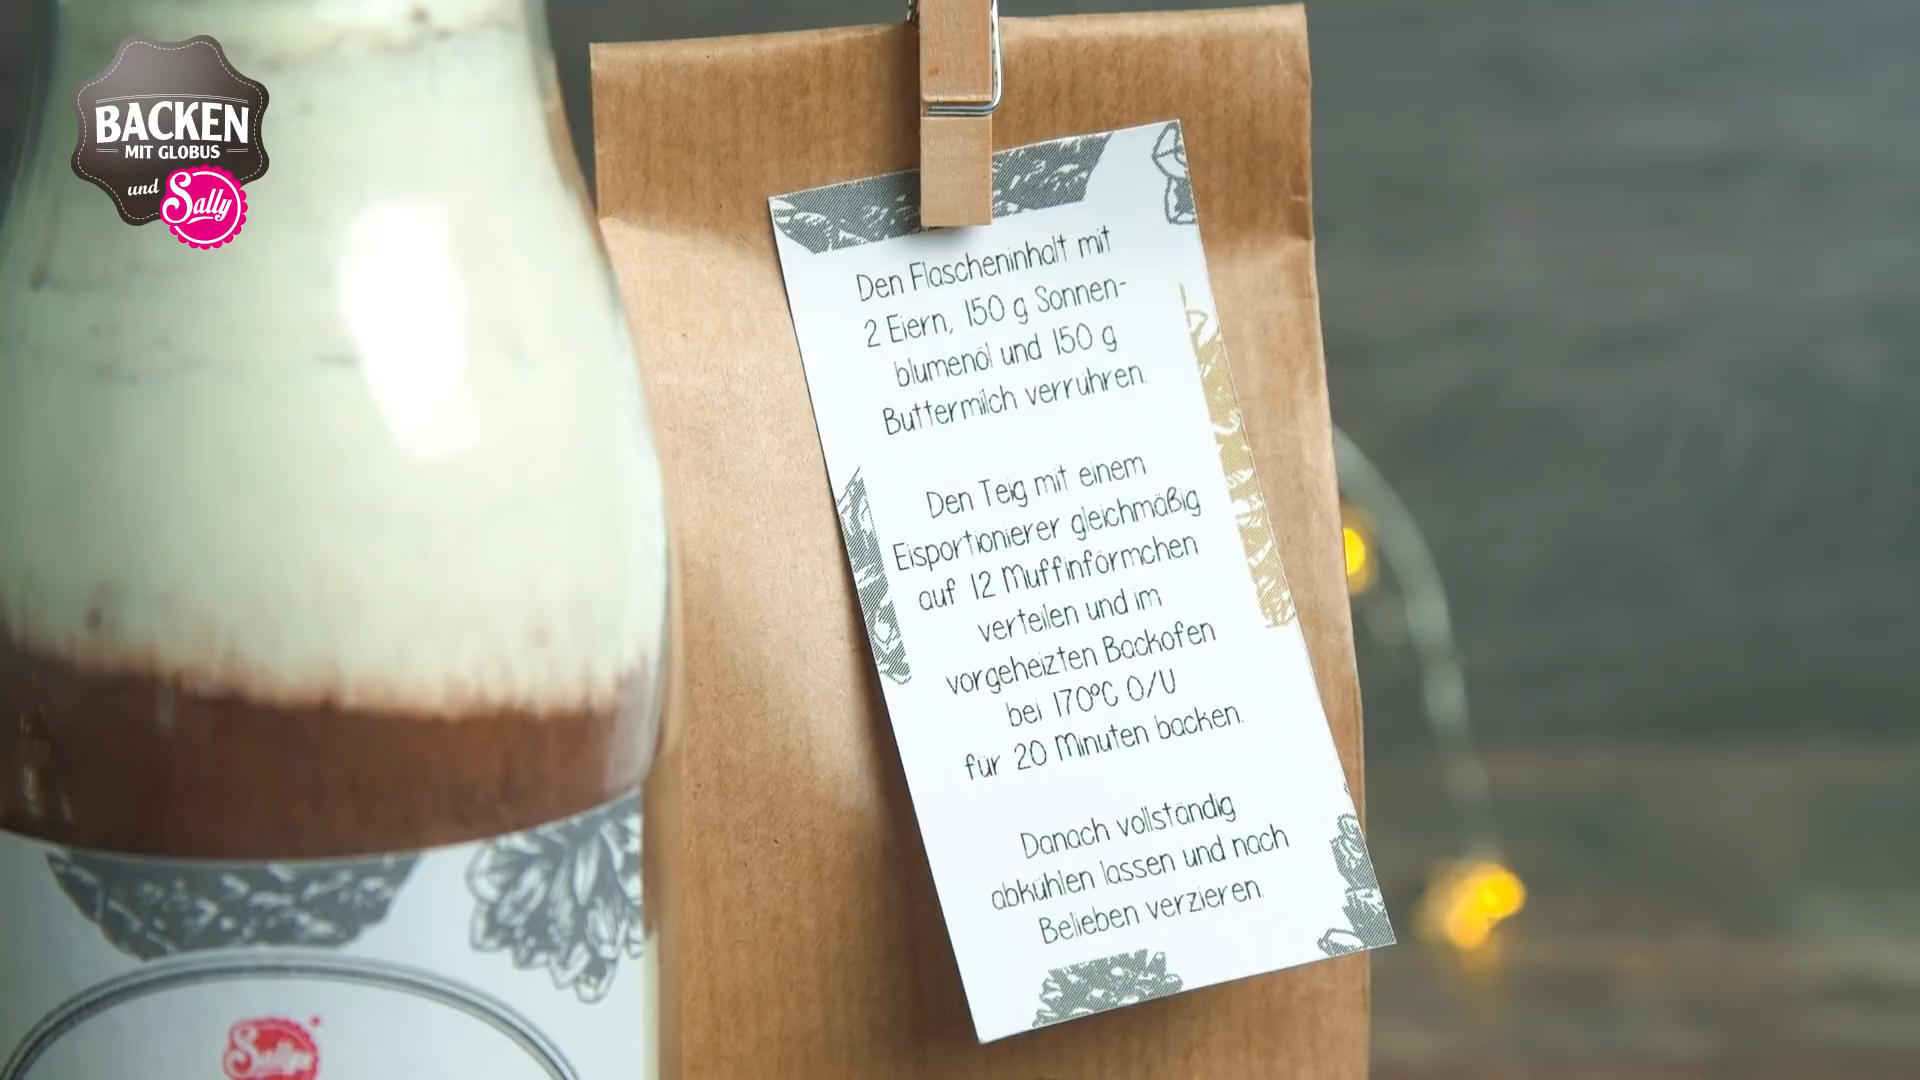 BACKEN
MIT GLOBUS
und
Sally
Den Flascheninhalt mit
2 Eiern, 150 g Sonnen-
blumenöl und 150 g
Buttermilch verrühren.
Den Teig mit einem
Eisportionierer gleichmäßig
auf 12 Muffinförmchen
verteilen und im
vorgeheizten Backofen
bei 170°C O/U
für 20 Minuten backen.
Danach vollständig
abkühlen lassen und nach
Belieben verzieren.
Sallys